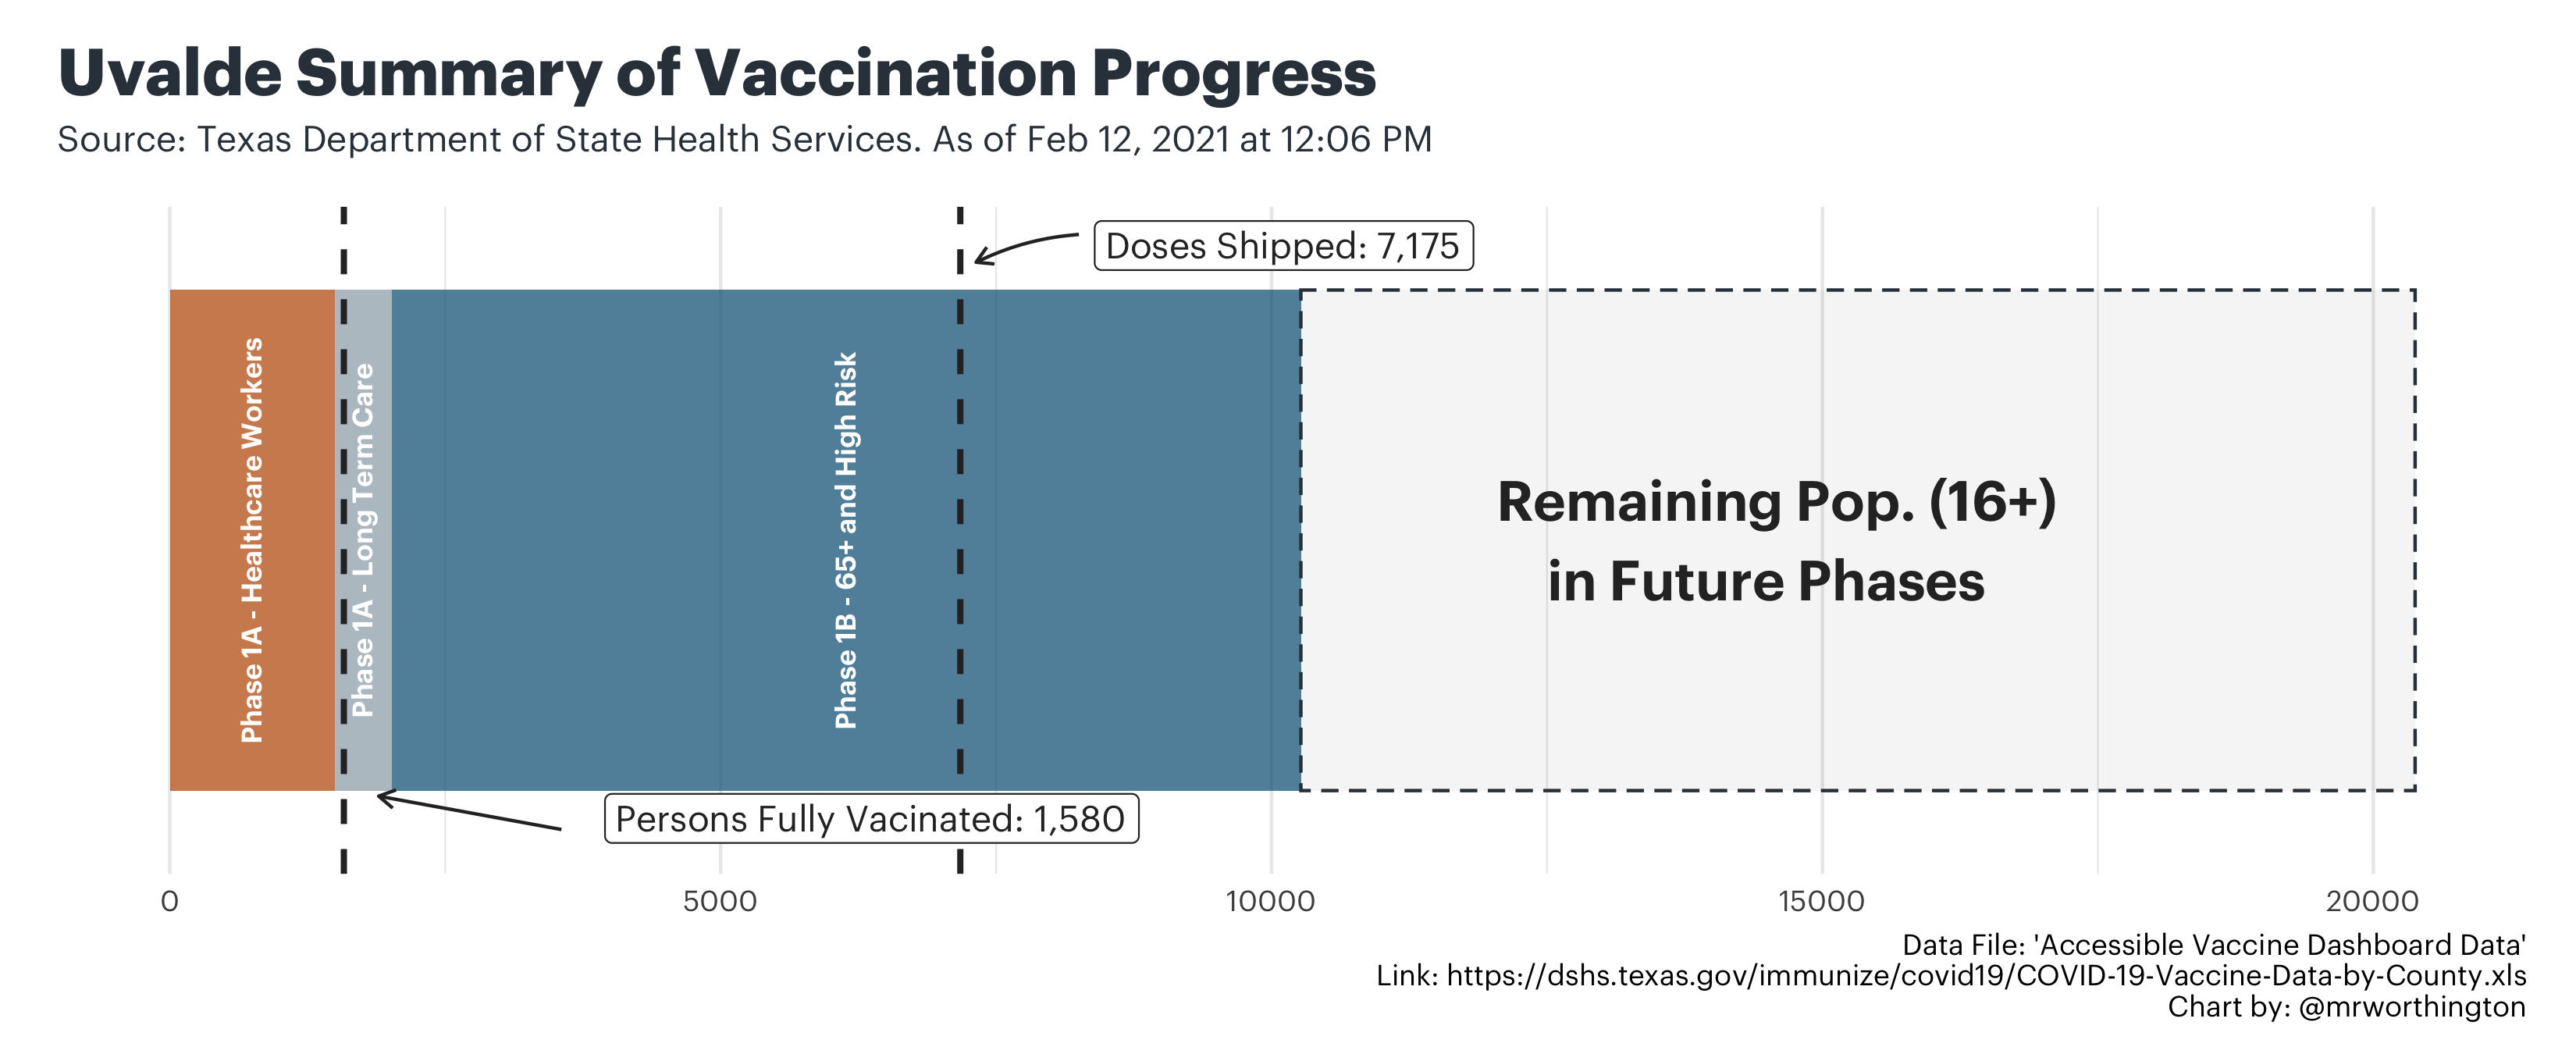 Uvalde Summary of Vaccination Progress
Source: Texas Department of State Health Services. As of Feb 12, 2021 at 12:06 PM
Doses Shipped: 7,175
Phase 1A - Healthcare Workers
Phase 1A - Long Term Care
Phase 1B - 65+ and High Risk
Remaining Pop. (16+)
in Future Phases
Persons Fully Vacinated: 1,580
0
5000
10000
15000
20000
Data File: 'Accessible Vaccine Dashboard Data'
Link: https://dshs.texas.gov/immunize/covid19/COVID-19-Vaccine-Data-by-County.xls
Chart by: @mrworthington